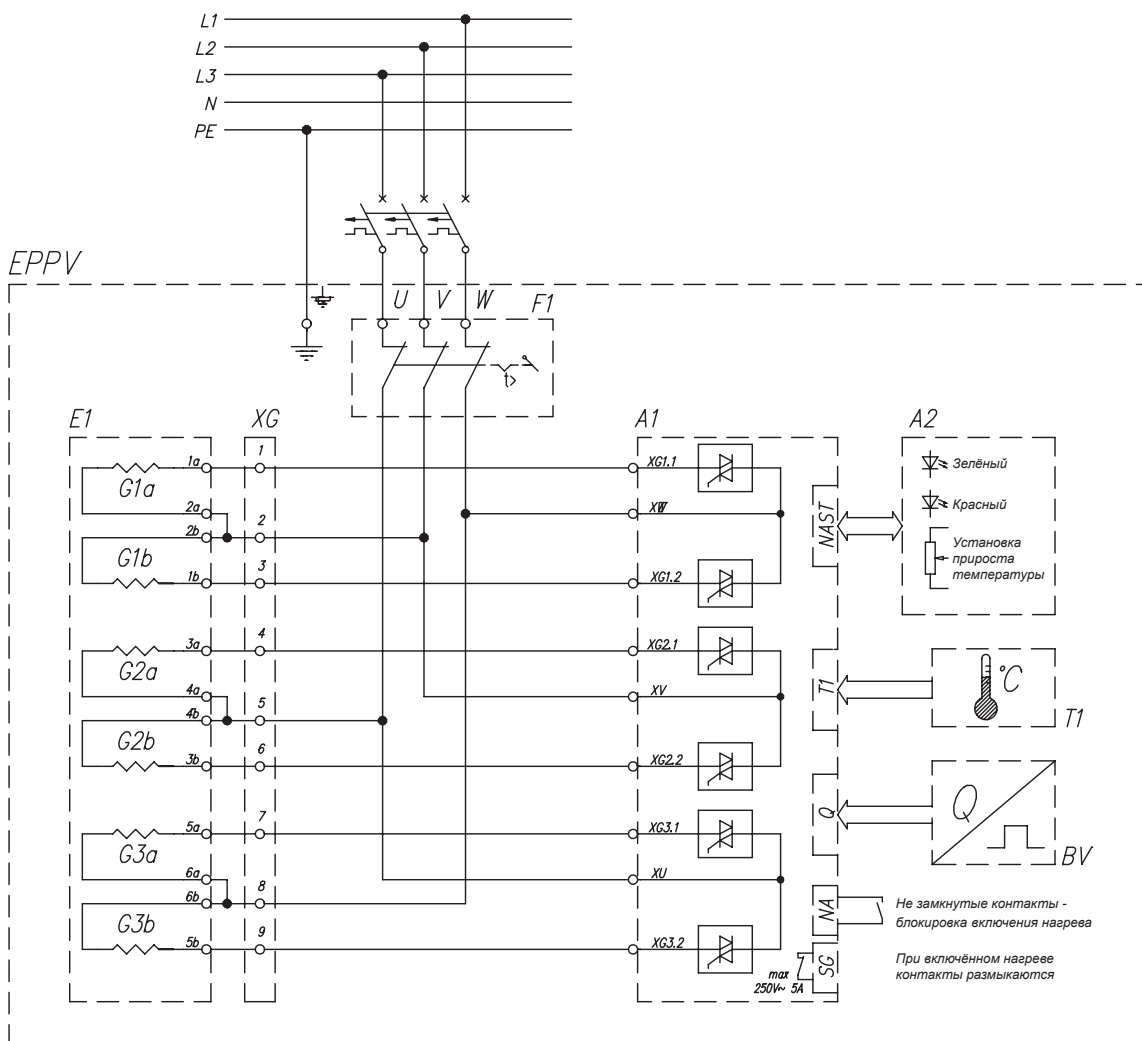 L1
L2
L3
N
PE
EPPV
U V W F1
t>
E1 XG A1 A2
1a 1 XG1.1
G1a
2a XW
2b 2
G1b
1b 3 XG1.2
NAST
Зелёный
Красный
Установка
прироста
температуры
3a 4 XG2.1
G2a
4a XV
4b 5
G2b
3b 6 XG2.2
T1
°C
T1
5a 7 XG3.1
G3a
6a XU
6b 8
G3b
5b 9 XG3.2
Q
Q
BV
NA
Не замкнутые контакты -
блокировка включения нагрева
SG
max
250V~ 5A
При включённом нагреве
контакты размыкаются